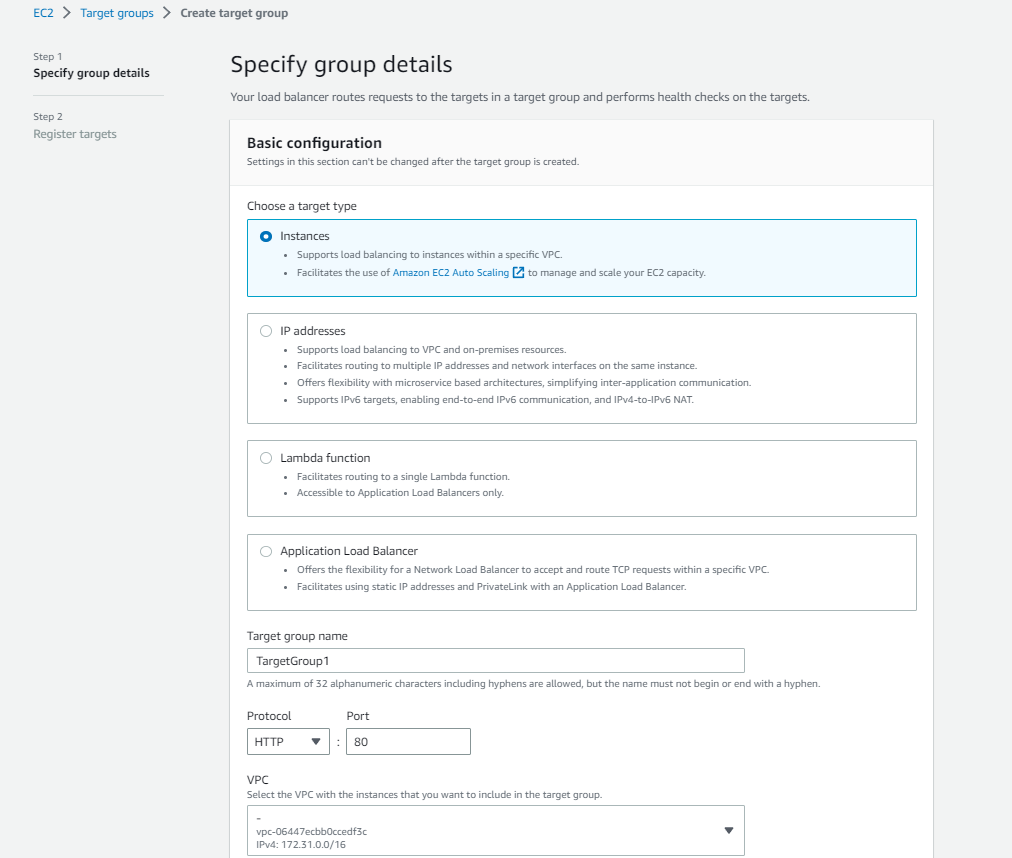 EC2 > Target groups > Create target group
Step 1
Specify group details
Step 2
Register targets
Specify group details
Your load balancer routes requests to the targets in a target group and performs health checks on the targets.
Basic configuration
Settings in this section can't be changed after the target group is created.
Choose a target type
Instances
• Supports load balancing to instances within a specific VPC.
• Facilitates the use of Amazon EC2 Auto Scaling to manage and scale your EC2 capacity.
IP addresses
• Supports load balancing to VPC and on-premises resources.
• Facilitates routing to multiple IP addresses and network interfaces on the same instance.
• Offers flexibility with microservice based architectures, simplifying inter-application communication.
• Supports IPv6 targets, enabling end-to-end IPv6 communication, and IPv4-to-IPv6 NAT.
Lambda function
• Facilitates routing to a single Lambda function.
• Accessible to Application Load Balancers only.
Application Load Balancer
• Offers the flexibility for a Network Load Balancer to accept and route TCP requests within a specific VPC.
• Facilitates using static IP addresses and PrivateLink with an Application Load Balancer.
Target group name
TargetGroup1
A maximum of 32 alphanumeric characters including hyphens are allowed, but the name must not begin or end with a hyphen.
Protocol Port
HTTP : 80
VPC
Select the VPC with the instances that you want to include in the target group.
-
vpc-06447ecbb0ccedf3c
IPv4: 172.31.0.0/16